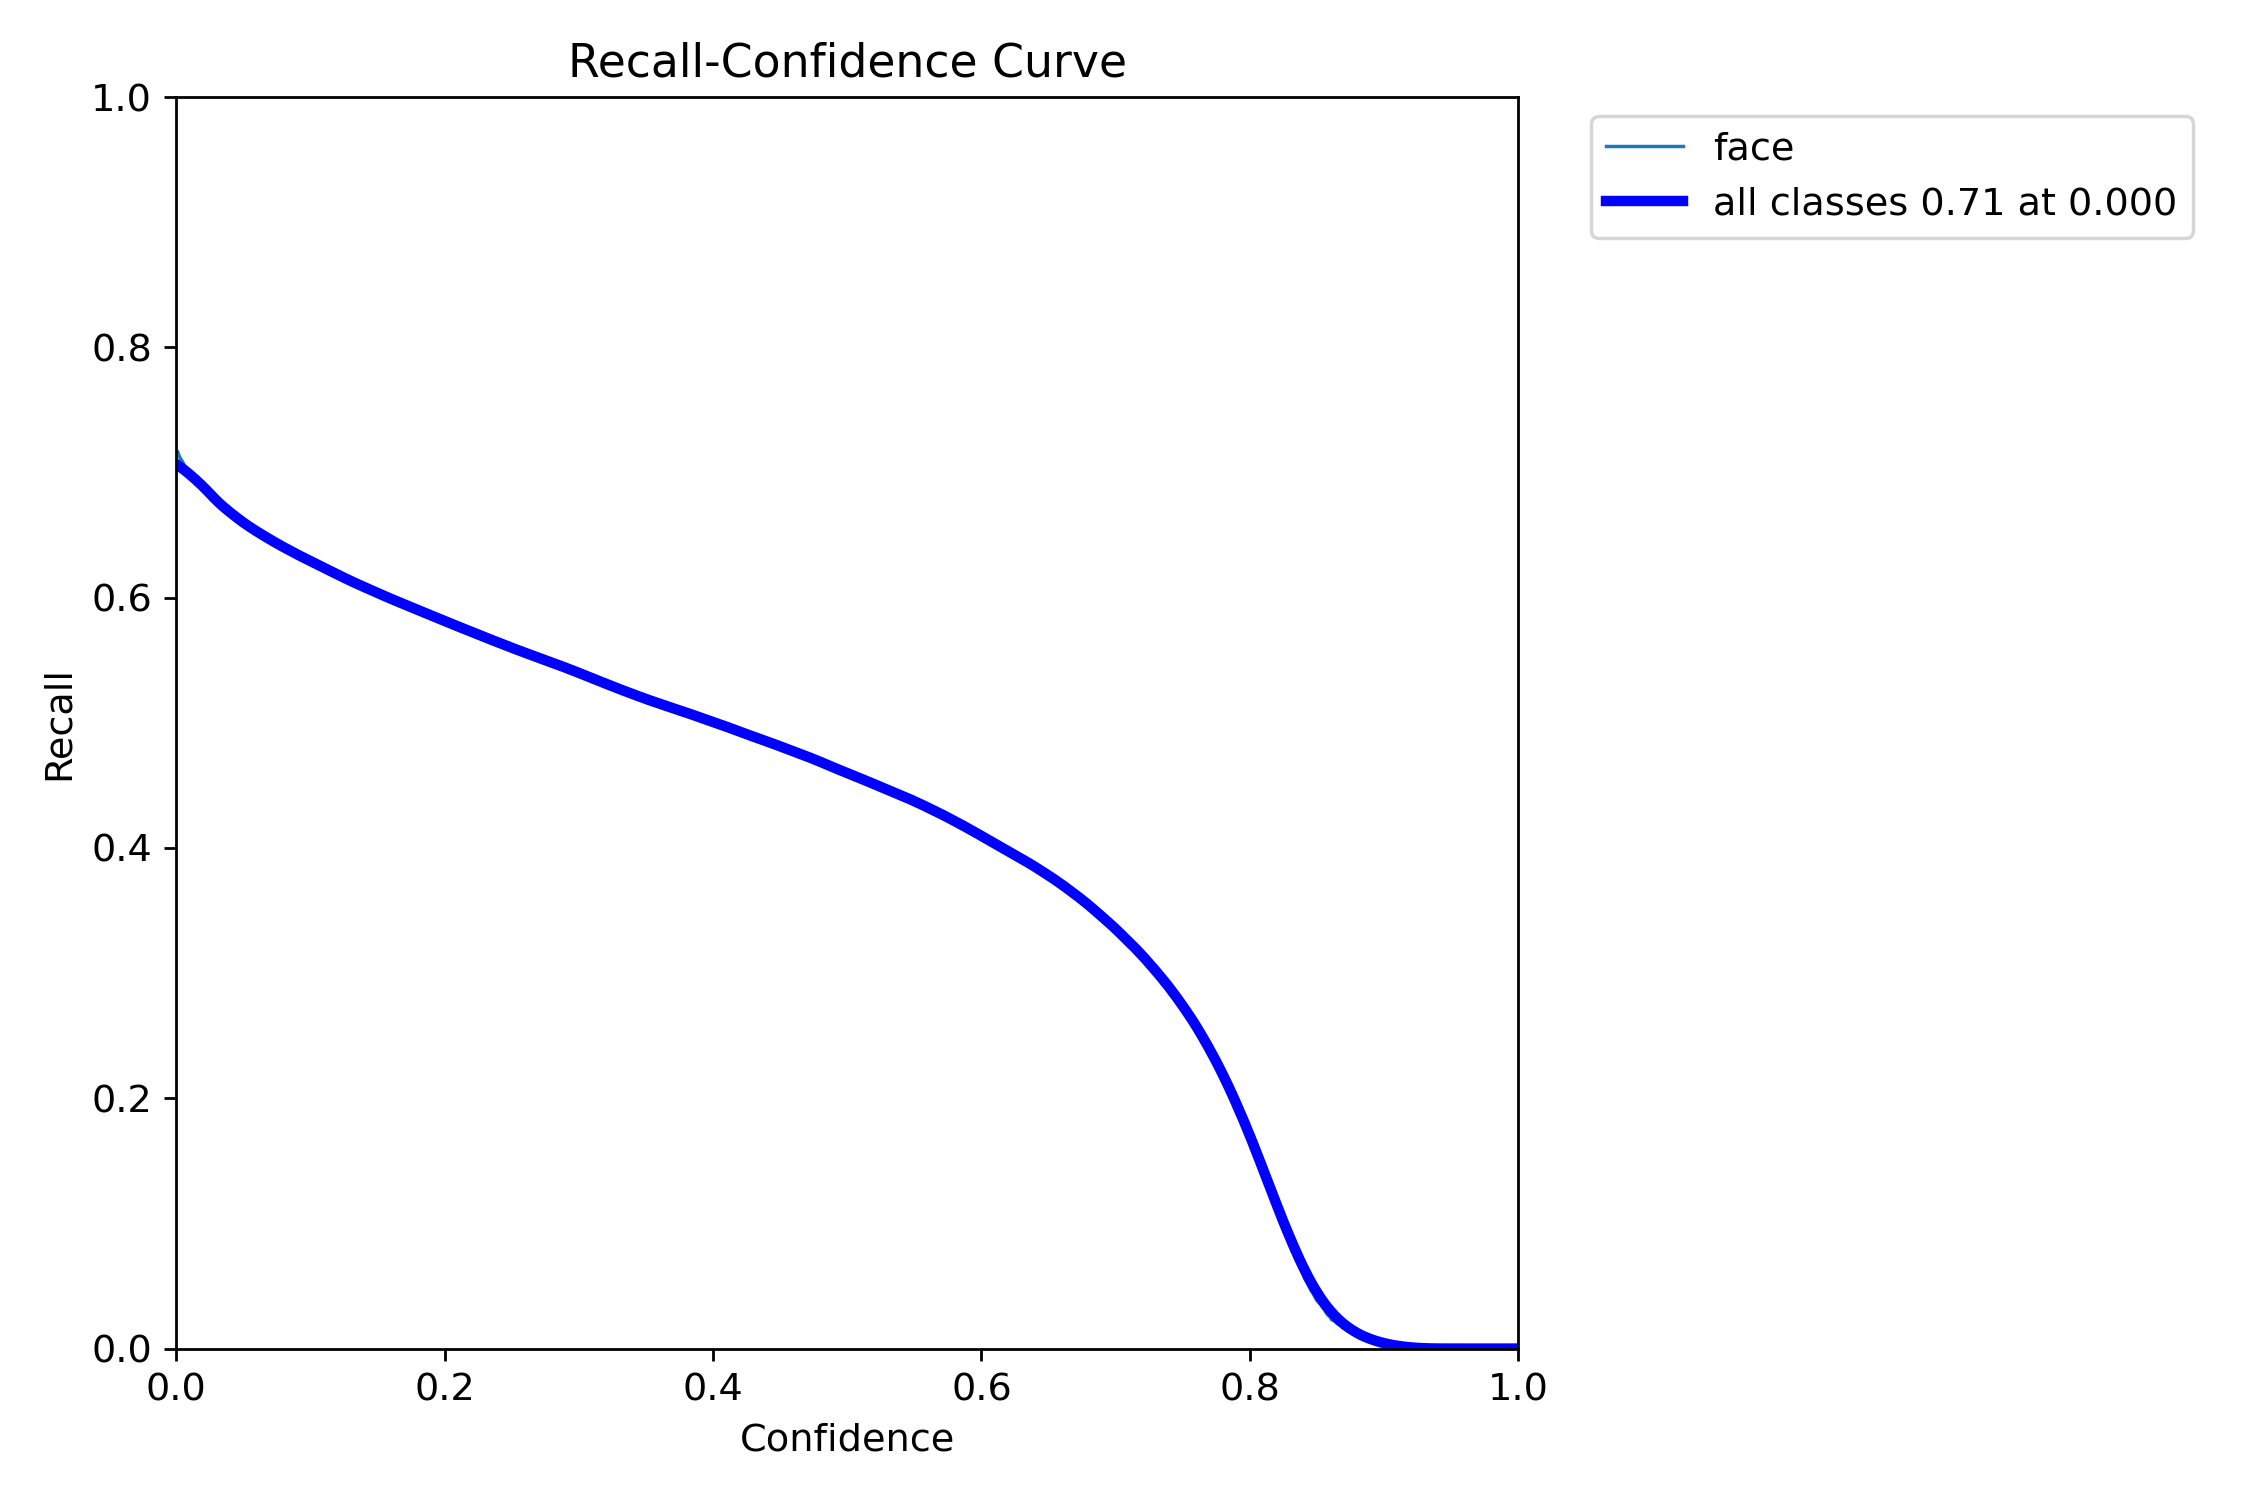 Recall-Confidence Curve
1.0
0.8
0.6
0.4
0.2
0.0
Recall
0.0 0.2 0.4 0.6 0.8 1.0
Confidence
face
all classes 0.71 at 0.000